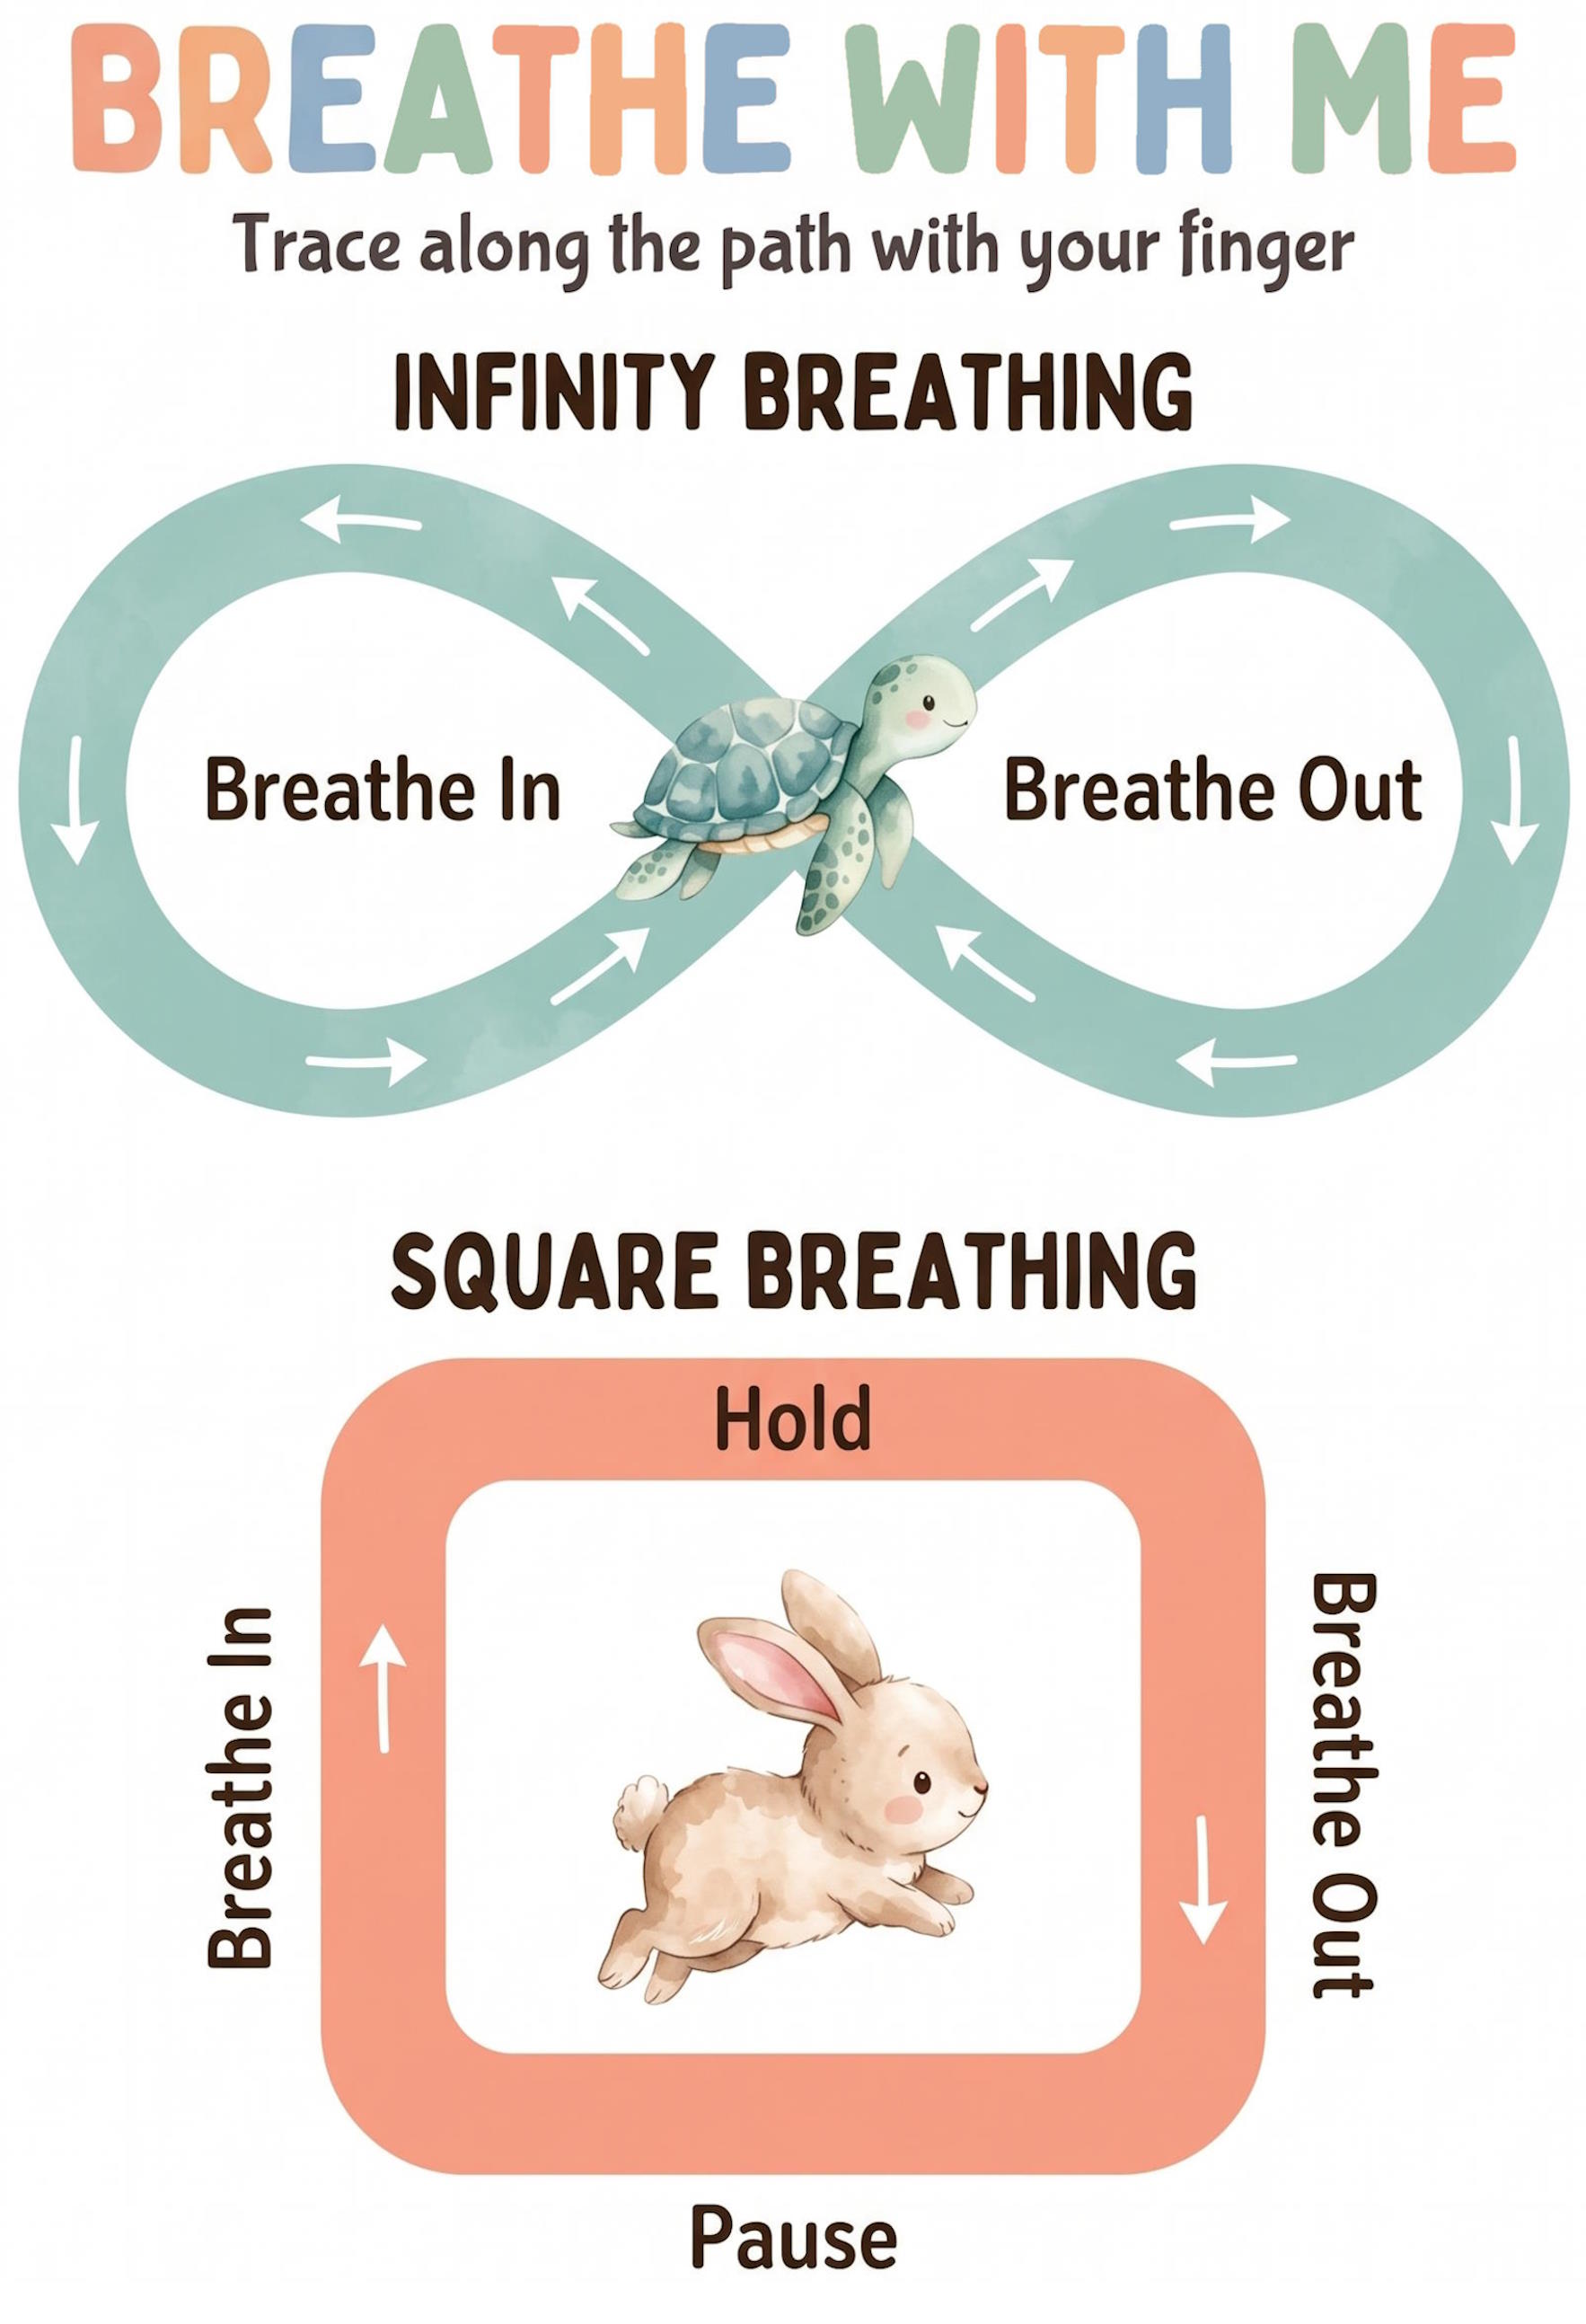 BREATHE WITH ME
Trace along the path with your finger
INFINITY BREATHING
Breathe In
Breathe Out
SQUARE BREATHING
Hold
Breathe In
Breathe Out
Pause